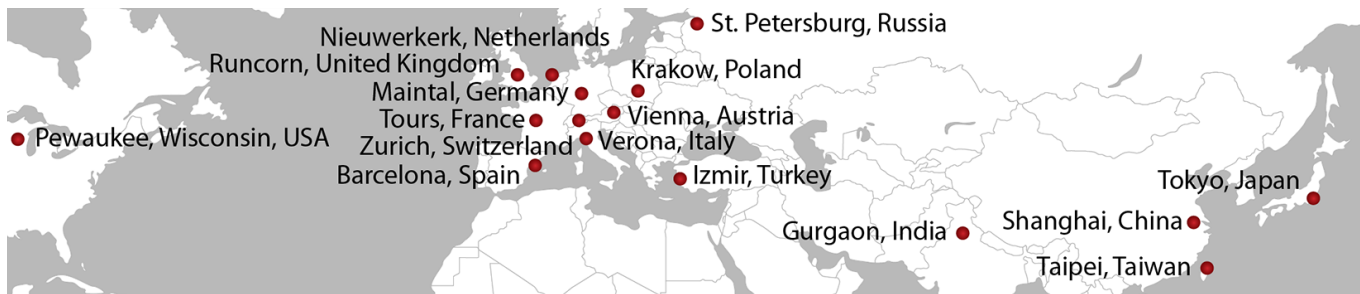 St. Petersburg, Russia
Nieuwerkerk, Netherlands
Runcorn, United Kingdom
Krakow, Poland
Maintal, Germany
Vienna, Austria
Tours, France
Pewaukee, Wisconsin, USA
Zurich, Switzerland
Verona, Italy
Barcelona, Spain
Izmir, Turkey
Tokyo, Japan
Shanghai, China
Gurgaon, India
Taipei, Taiwan